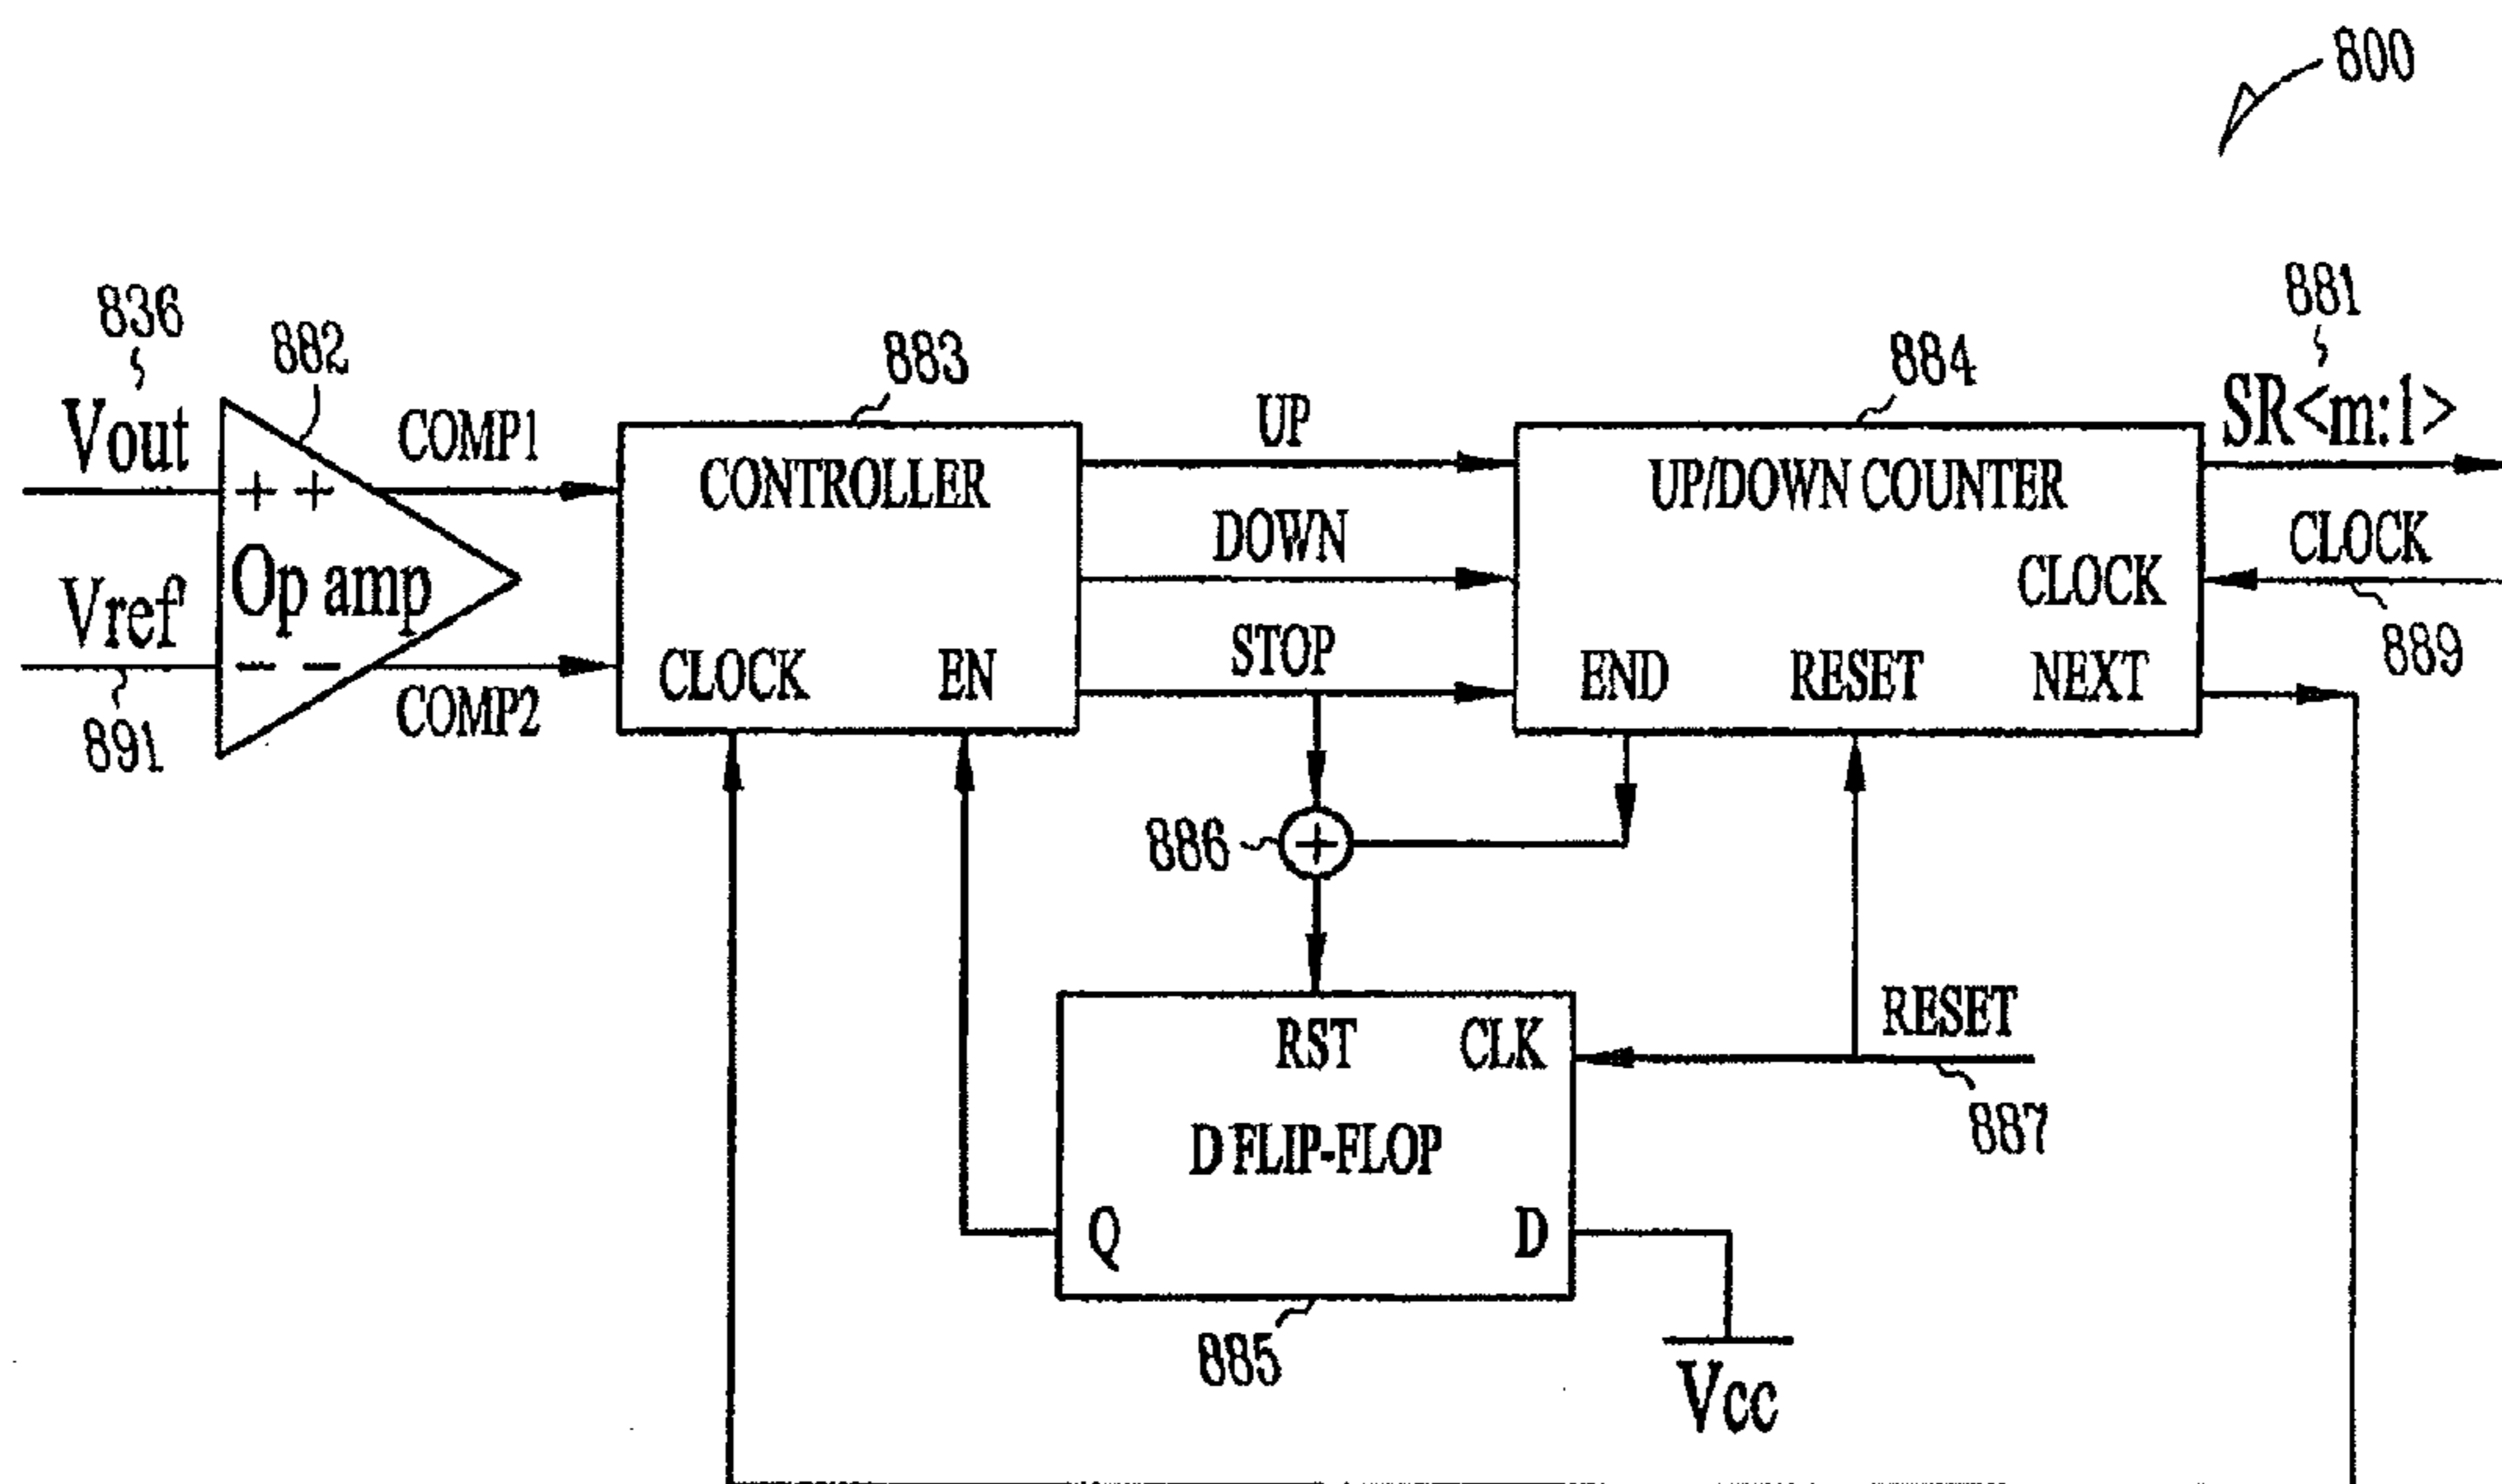 800
836
882
883
884
881
Vout
COMP1
UP
SR<m:1>
+ +
CONTROLLER
UP/DOWN COUNTER
DOWN
CLOCK
Op amp
CLOCK
Vref
STOP
889
- -
CLOCK
EN
END
RESET
NEXT
COMP2
891
886
+
RST
CLK
RESET
887
D FLIP-FLOP
Q
D
885
Vcc